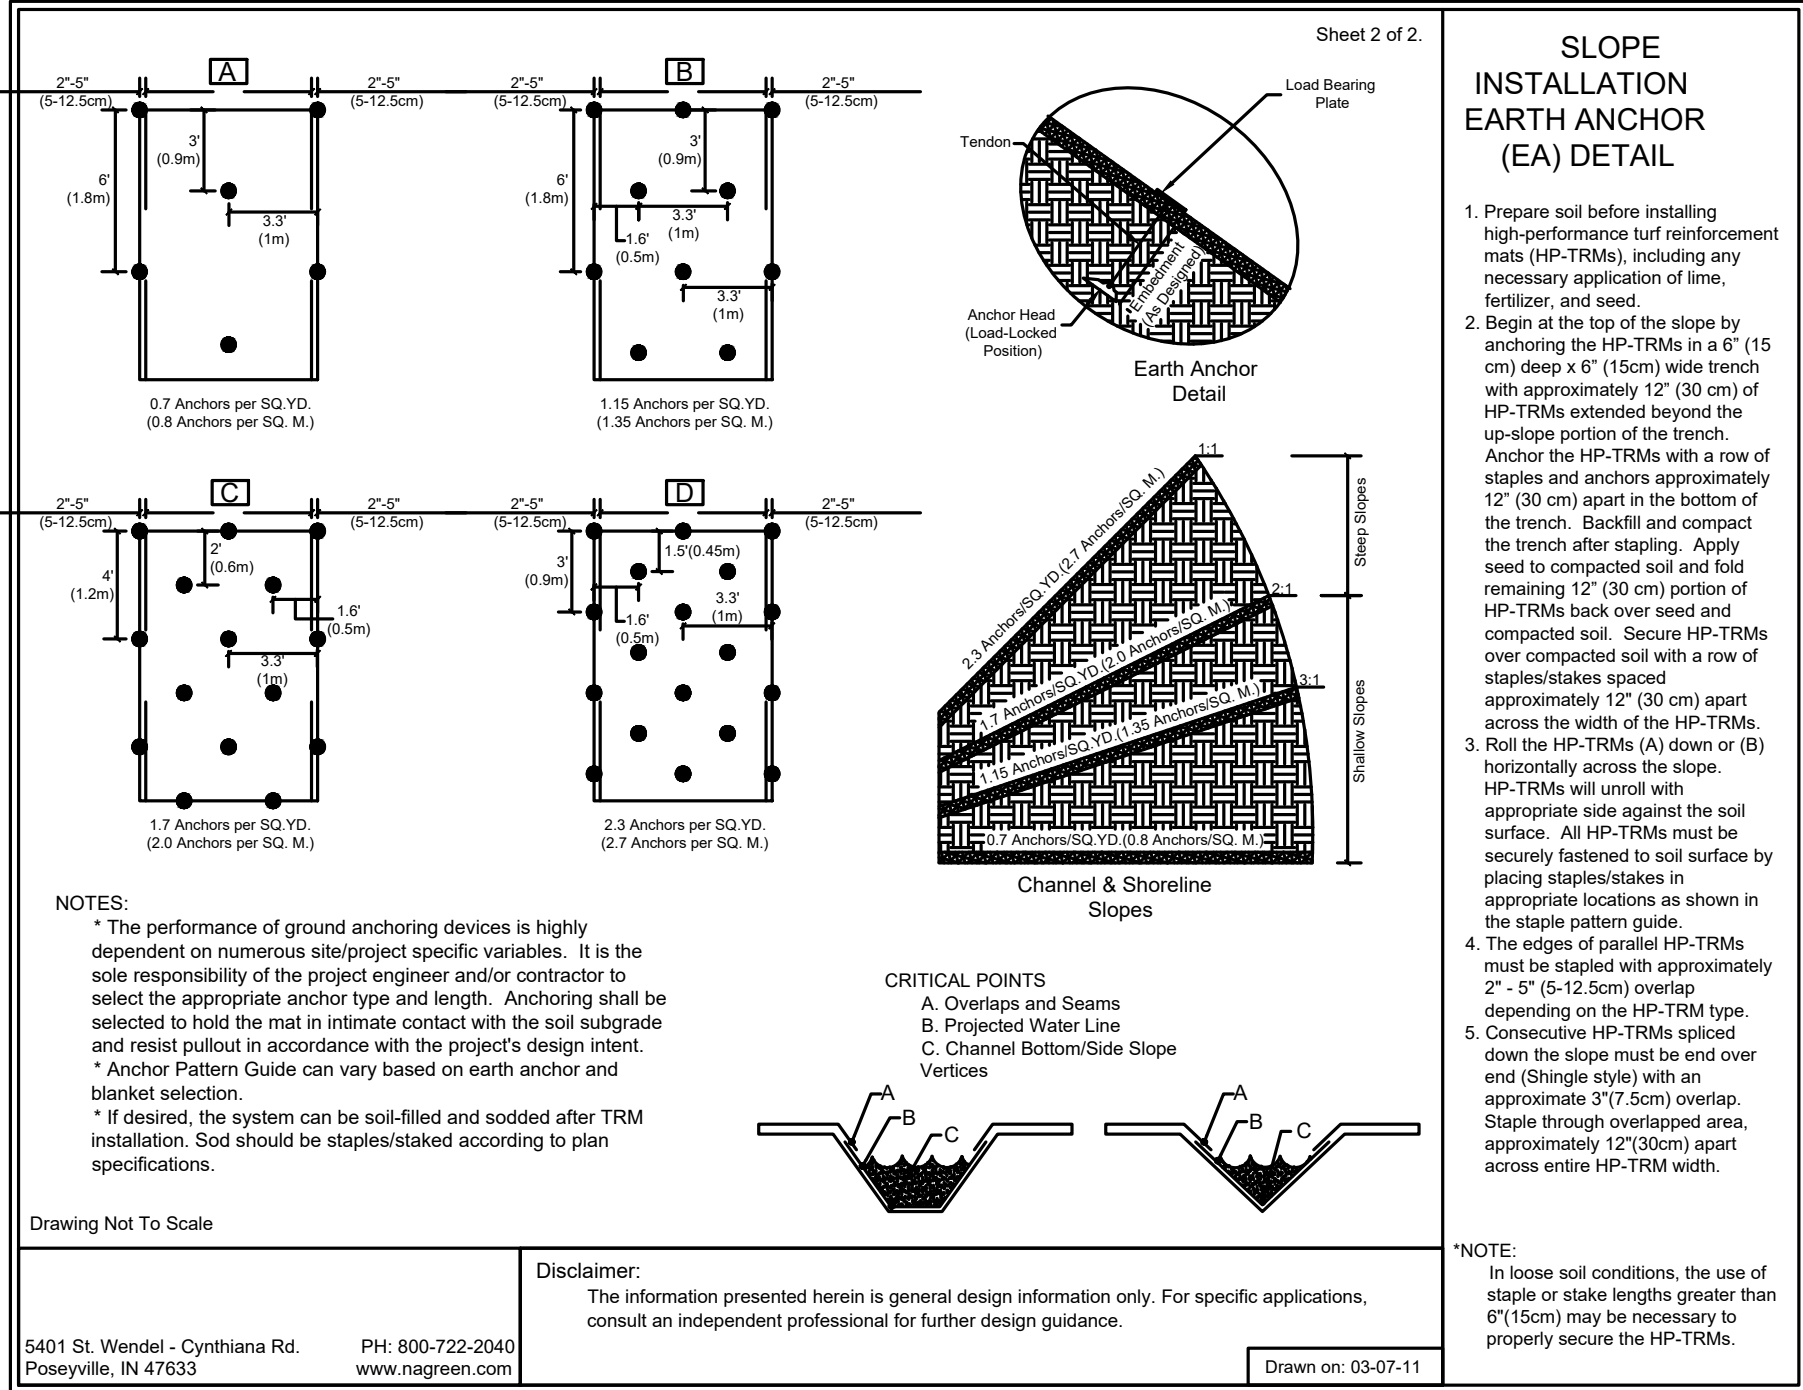 Sheet 2 of 2.
A
2"-5"
(5-12.5cm)
2"-5"
(5-12.5cm)
3'
(0.9m)
6'
(1.8m)
3.3'
(1m)
0.7 Anchors per SQ.YD.
(0.8 Anchors per SQ. M.)
B
2"-5"
(5-12.5cm)
2"-5"
(5-12.5cm)
3'
(0.9m)
6'
(1.8m)
3.3'
(1m)
1.6'
(0.5m)
3.3'
(1m)
1.15 Anchors per SQ.YD.
(1.35 Anchors per SQ. M.)
Load Bearing
Plate
Tendon
Embedment
(As Designed)
Anchor Head
(Load-Locked
Position)
Earth Anchor
Detail
C
2"-5"
(5-12.5cm)
2"-5"
(5-12.5cm)
2'
(0.6m)
4'
(1.2m)
1.6'
(0.5m)
3.3'
(1m)
1.7 Anchors per SQ.YD.
(2.0 Anchors per SQ. M.)
D
2"-5"
(5-12.5cm)
2"-5"
(5-12.5cm)
1.5'(0.45m)
3'
(0.9m)
3.3'
(1m)
1.6'
(0.5m)
2.3 Anchors per SQ.YD.
(2.7 Anchors per SQ. M.)
1:1
2.3 Anchors/SQ.YD.(2.7 Anchors/SQ. M.)
Steep Slopes
2:1
1.7 Anchors/SQ.YD.(2.0 Anchors/SQ. M.)
3:1
1.15 Anchors/SQ.YD.(1.35 Anchors/SQ. M.)
Shallow Slopes
0.7 Anchors/SQ.YD.(0.8 Anchors/SQ. M.)
Channel & Shoreline
Slopes
NOTES:
* The performance of ground anchoring devices is highly
dependent on numerous site/project specific variables. It is the
sole responsibility of the project engineer and/or contractor to
select the appropriate anchor type and length. Anchoring shall be
selected to hold the mat in intimate contact with the soil subgrade
and resist pullout in accordance with the project's design intent.
* Anchor Pattern Guide can vary based on earth anchor and
blanket selection.
* If desired, the system can be soil-filled and sodded after TRM
installation. Sod should be staples/staked according to plan
specifications.
CRITICAL POINTS
A. Overlaps and Seams
B. Projected Water Line
C. Channel Bottom/Side Slope
Vertices
A
B
C
A
B
C
Drawing Not To Scale
5401 St. Wendel - Cynthiana Rd.
Poseyville, IN 47633
PH: 800-722-2040
www.nagreen.com
Disclaimer:
The information presented herein is general design information only. For specific applications,
consult an independent professional for further design guidance.
Drawn on: 03-07-11
SLOPE
INSTALLATION
EARTH ANCHOR
(EA) DETAIL
1. Prepare soil before installing
high-performance turf reinforcement
mats (HP-TRMs), including any
necessary application of lime,
fertilizer, and seed.
2. Begin at the top of the slope by
anchoring the HP-TRMs in a 6” (15
cm) deep x 6” (15cm) wide trench
with approximately 12” (30 cm) of
HP-TRMs extended beyond the
up-slope portion of the trench.
Anchor the HP-TRMs with a row of
staples and anchors approximately
12” (30 cm) apart in the bottom of
the trench. Backfill and compact
the trench after stapling. Apply
seed to compacted soil and fold
remaining 12” (30 cm) portion of
HP-TRMs back over seed and
compacted soil. Secure HP-TRMs
over compacted soil with a row of
staples/stakes spaced
approximately 12" (30 cm) apart
across the width of the HP-TRMs.
3. Roll the HP-TRMs (A) down or (B)
horizontally across the slope.
HP-TRMs will unroll with
appropriate side against the soil
surface. All HP-TRMs must be
securely fastened to soil surface by
placing staples/stakes in
appropriate locations as shown in
the staple pattern guide.
4. The edges of parallel HP-TRMs
must be stapled with approximately
2" - 5" (5-12.5cm) overlap
depending on the HP-TRM type.
5. Consecutive HP-TRMs spliced
down the slope must be end over
end (Shingle style) with an
approximate 3"(7.5cm) overlap.
Staple through overlapped area,
approximately 12"(30cm) apart
across entire HP-TRM width.
*NOTE:
In loose soil conditions, the use of
staple or stake lengths greater than
6"(15cm) may be necessary to
properly secure the HP-TRMs.